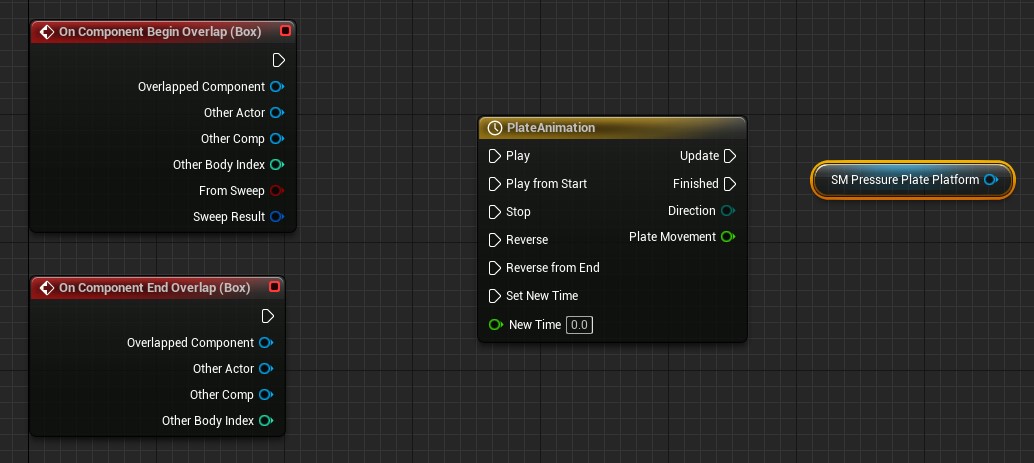 On Component Begin Overlap (Box)
Overlapped Component
Other Actor
Other Comp
Other Body Index
From Sweep
Sweep Result
On Component End Overlap (Box)
Overlapped Component
Other Actor
Other Comp
Other Body Index
PlateAnimation
Play Update
Play from Start Finished
Stop Direction
Reverse Plate Movement
Reverse from End
Set New Time
New Time 0.0
SM Pressure Plate Platform